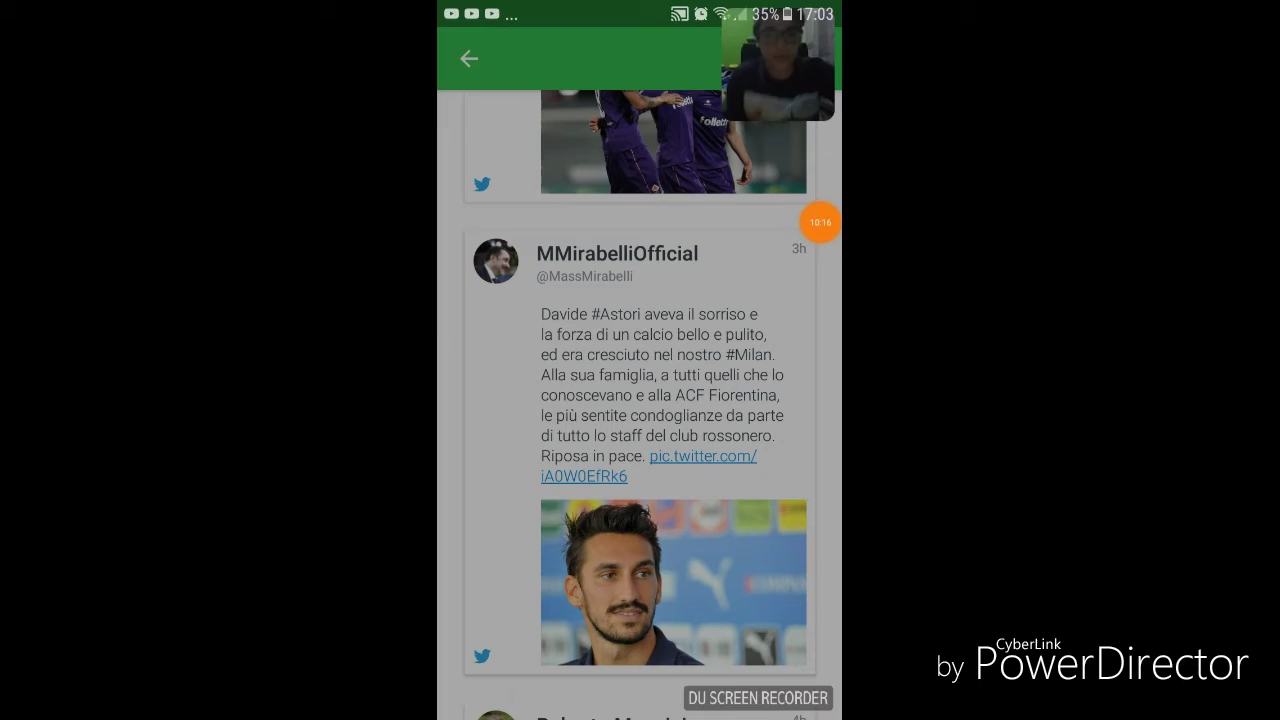 ... 35% 17:03
folletto
10:16
MMirabelliOfficial 3h
@MassMirabelli
Davide #Astori aveva il sorriso e
la forza di un calcio bello e pulito,
ed era cresciuto nel nostro #Milan.
Alla sua famiglia, a tutti quelli che lo
conoscevano e alla ACF Fiorentina,
le più sentite condoglianze da parte
di tutto lo staff del club rossonero.
Riposa in pace. pic.twitter.com/
iA0W0EfRk6
DU SCREEN RECORDER
4h
CyberLink
by PowerDirector